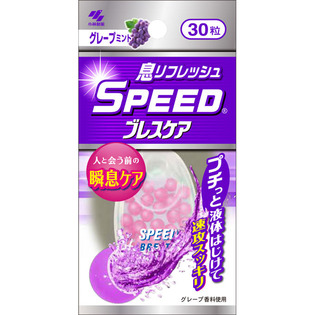 小林製薬
グレープミント
30粒
息リフレッシュ
SPEED®
ブレスケア
人と会う前の
瞬息ケア
プチっと液体はじけて
速攻スッキリ
SPEED
BREAT
グレープ香料使用